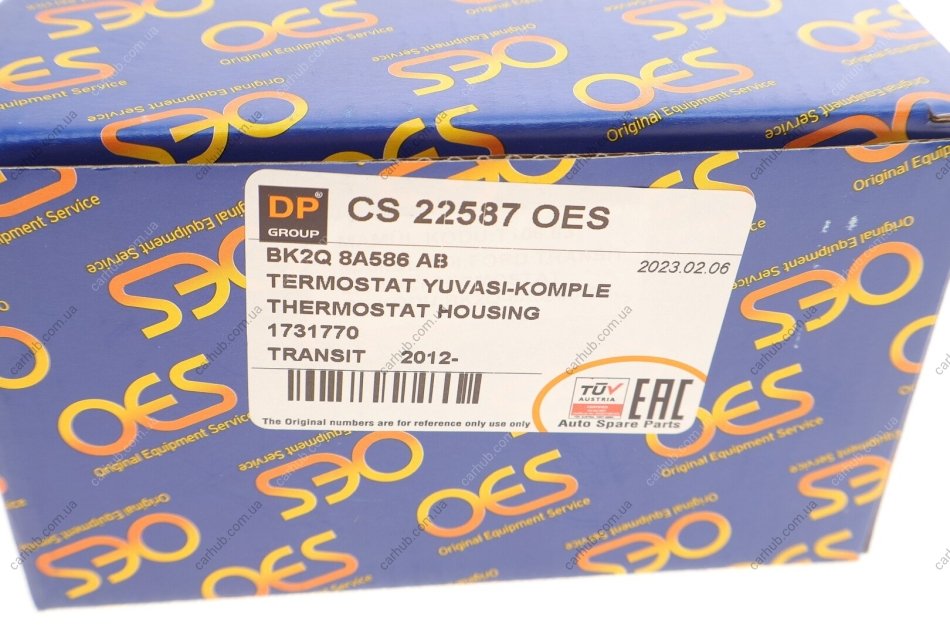 DP® CS 22587 OES
GROUP
BK2Q 8A586 AB
2023.02.06
TERMOSTAT YUVASI-KOMPLE
THERMOSTAT HOUSING
1731770
TRANSIT 2012-
TÜV
AUSTRIA
EAC
The Original numbers are for reference only use only
Auto Spare Parts
OES
Original Equipment Service
carhub.com.ua